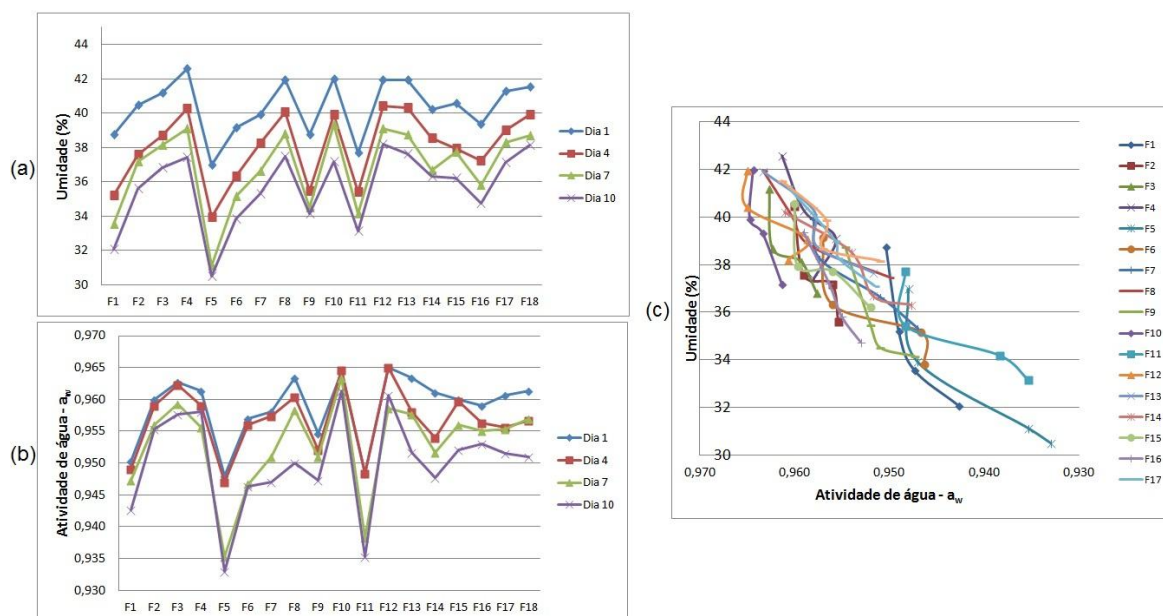 (a)
Umidade (%)
44
42
40
38
36
34
32
30
F1 F2 F3 F4 F5 F6 F7 F8 F9 F10 F11 F12 F13 F14 F15 F16 F17 F18
Dia 1
Dia 4
Dia 7
Dia 10
(b)
Atividade de água - aw
0,970
0,965
0,960
0,955
0,950
0,945
0,940
0,935
0,930
F1 F2 F3 F4 F5 F6 F7 F8 F9 F10 F11 F12 F13 F14 F15 F16 F17 F18
Dia 1
Dia 4
Dia 7
Dia 10
(c)
Umidade (%)
44
42
40
38
36
34
32
30
0,970 0,960 0,950 0,940 0,930
Atividade de água - aw
F1
F2
F3
F4
F5
F6
F7
F8
F9
F10
F11
F12
F13
F14
F15
F16
F17